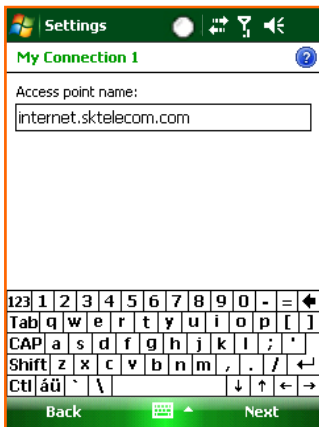 Settings
My Connection 1
?
Access point name:
internet.sktelecom.com
123 1 2 3 4 5 6 7 8 9 0 - = 
Tab q w e r t y u i o p [ ]
CAP a s d f g h j k l ; '
Shift z x c v b n m , . /
Ctl áü ` \
Back Next